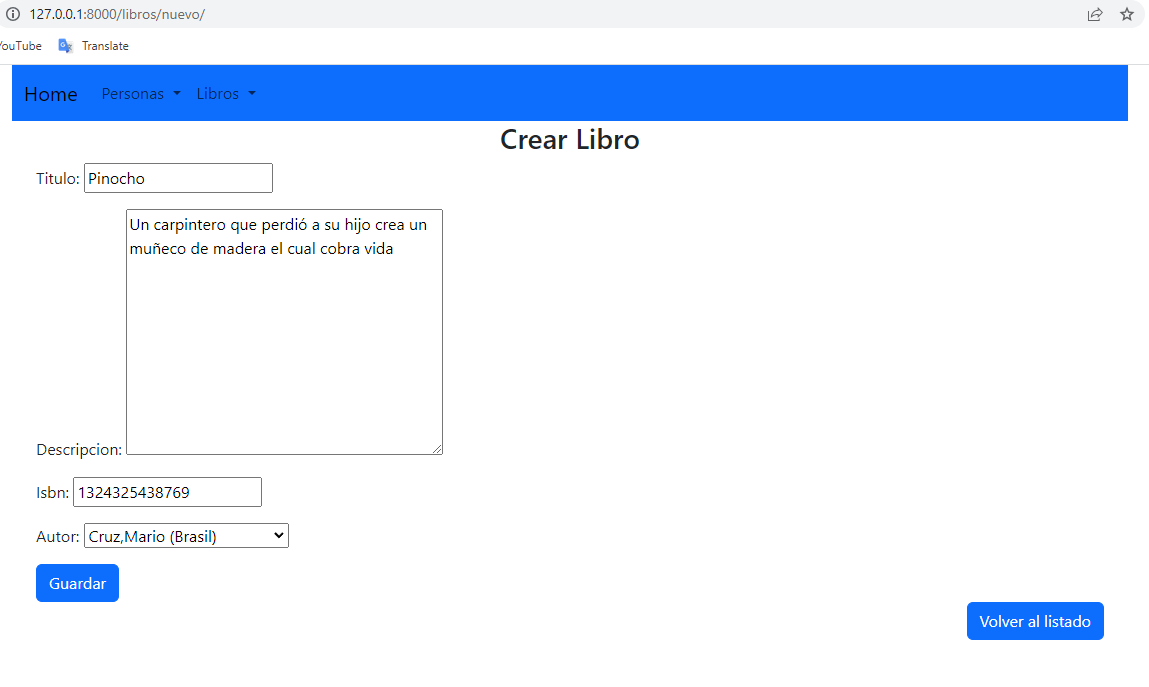 127.0.0.1:8000/libros/nuevo/
YouTube Translate
Home Personas Libros
Crear Libro
Titulo: Pinocho
Un carpintero que perdió a su hijo crea un
muñeco de madera el cual cobra vida
Descripcion:
Isbn: 1324325438769
Autor: Cruz,Mario (Brasil)
Guardar
Volver al listado